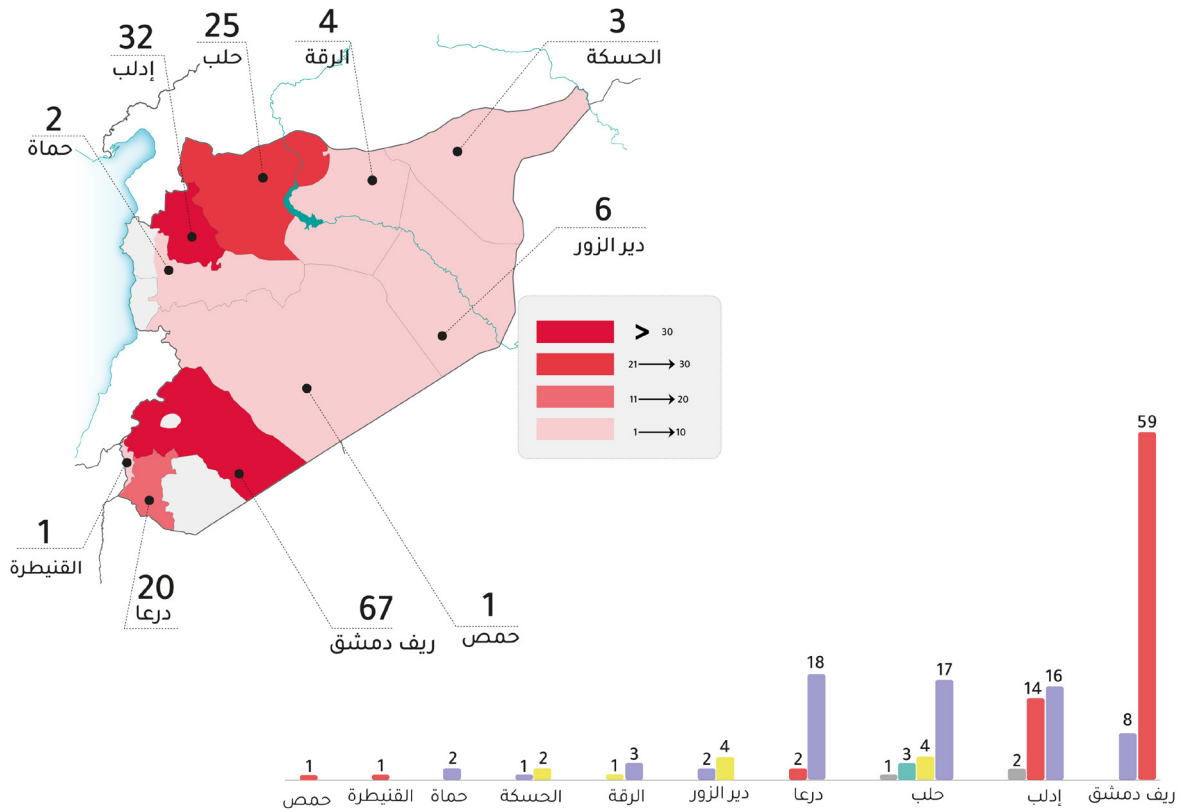 3
الحسكة
4
الرقة
25
حلب
32
إدلب
2
حماة
6
دير الزور
> 30
21 30
11 20
1 10
1
القنيطرة
20
درعا
67
ريف دمشق
1
حمص
59
8
ريف دمشق
16
14
2
إدلب
17
4
3
1
حلب
18
2
درعا
4
2
دير الزور
3
1
الرقة
2
1
الحسكة
2
حماة
1
القنيطرة
1
حمص